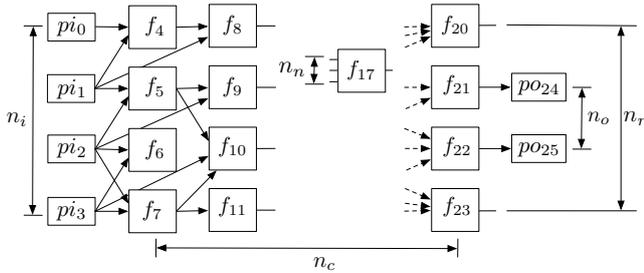 pi₀ f₄ f₈ f₂₀
nₙ f₁₇
pi₁ f₅ f₉ f₂₁ po₂₄
nᵢ nₒ nᵣ
pi₂ f₆ f₁₀ f₂₂ po₂₅
pi₃ f₇ f₁₁ f₂₃
n_c